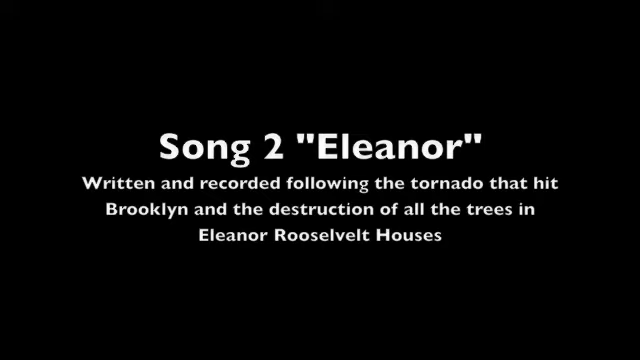 Song 2 "Eleanor"
Written and recorded following the tornado that hit
Brooklyn and the destruction of all the trees in
Eleanor Rooselvelt Houses